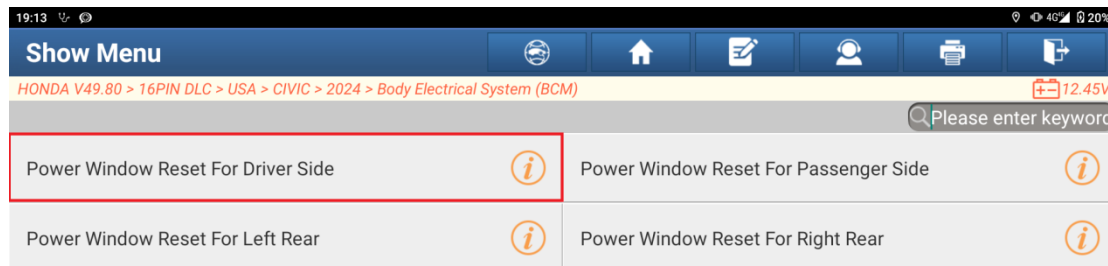 19:13 4G 20%
Show Menu
HONDA V49.80 > 16PIN DLC > USA > CIVIC > 2024 > Body Electrical System (BCM) 12.45V
Please enter keyword
Power Window Reset For Driver Side
Power Window Reset For Passenger Side
Power Window Reset For Left Rear
Power Window Reset For Right Rear